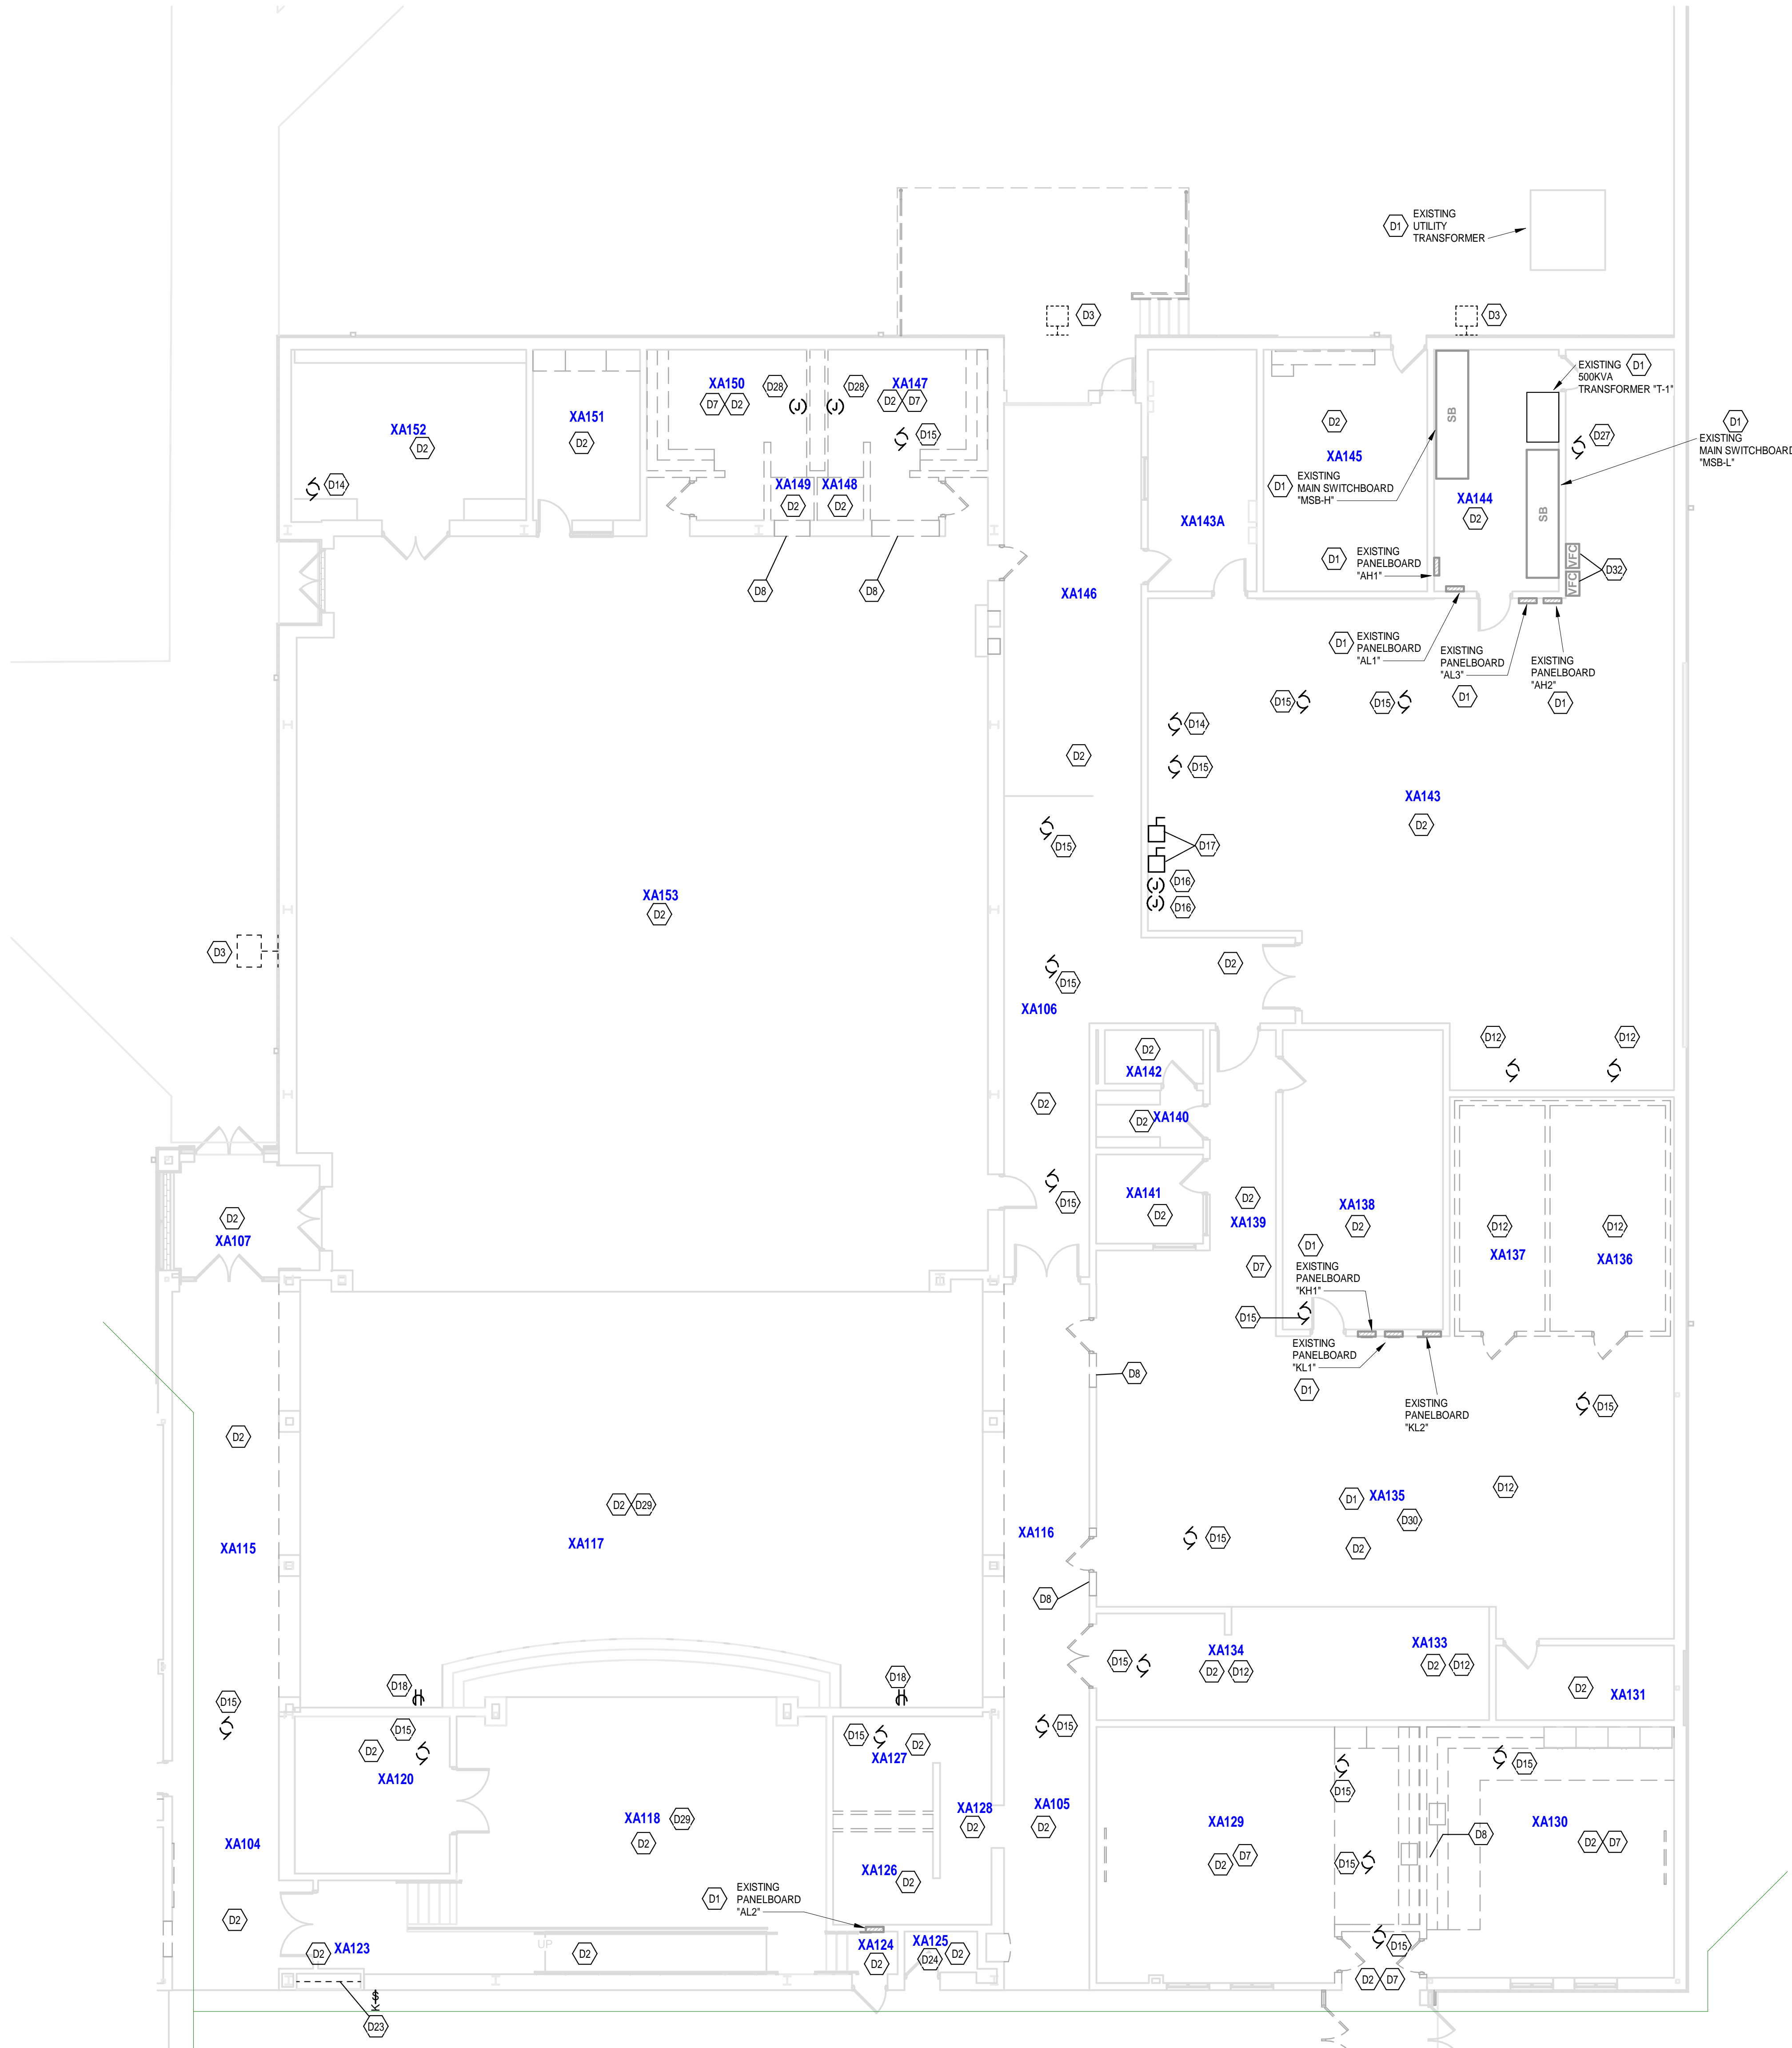 D1
EXISTING
UTILITY
TRANSFORMER
D3
D3
XA150
D28
D7
D2
D28
XA147
D2
D7
D15
XA151
D2
XA152
D2
D14
XA149
D2
XA148
D2
D8
D8
XA143A
D2
XA145
D1
EXISTING
MAIN SWITCHBOARD
"MSB-H"
SB
EXISTING
500KVA
TRANSFORMER "T-1"
D1
D27
D1
EXISTING
MAIN SWITCHBOARD
"MSB-L"
XA144
D2
SB
D1
EXISTING
PANELBOARD
"AH1"
VFC
VFC
D32
XA146
D1
EXISTING
PANELBOARD
"AL1"
EXISTING
PANELBOARD
"AL3"
D1
EXISTING
PANELBOARD
"AH2"
D1
D15
D15
D14
D15
D2
XA143
D2
D15
D17
J
D16
J
D16
XA153
D2
D3
D2
D15
XA106
D12
D12
D2
XA142
D2
XA140
D2
D15
XA141
D2
D2
XA139
XA138
D2
D12
XA137
D12
XA136
D2
XA107
D7
D1
EXISTING
PANELBOARD
"KH1"
D15
EXISTING
PANELBOARD
"KL1"
D1
EXISTING
PANELBOARD
"KL2"
D8
D15
D2
D2
D29
XA117
XA115
XA116
D1
XA135
D30
D12
D15
D2
D8
XA134
D2
D12
D15
XA133
D2
D12
D2
XA131
D18
D18
D15
D15
D2
XA120
D15
D2
XA127
D15
XA118
D29
D2
XA128
D2
XA105
D2
XA126
D2
XA129
D2
D7
D15
D15
D15
XA130
D2
D7
D8
XA104
D2
D1
EXISTING
PANELBOARD
"AL2"
D2
XA123
UP
D2
XA124
D2
XA125
D24
D2
D15
D2
D7
$
K
D23
J
J